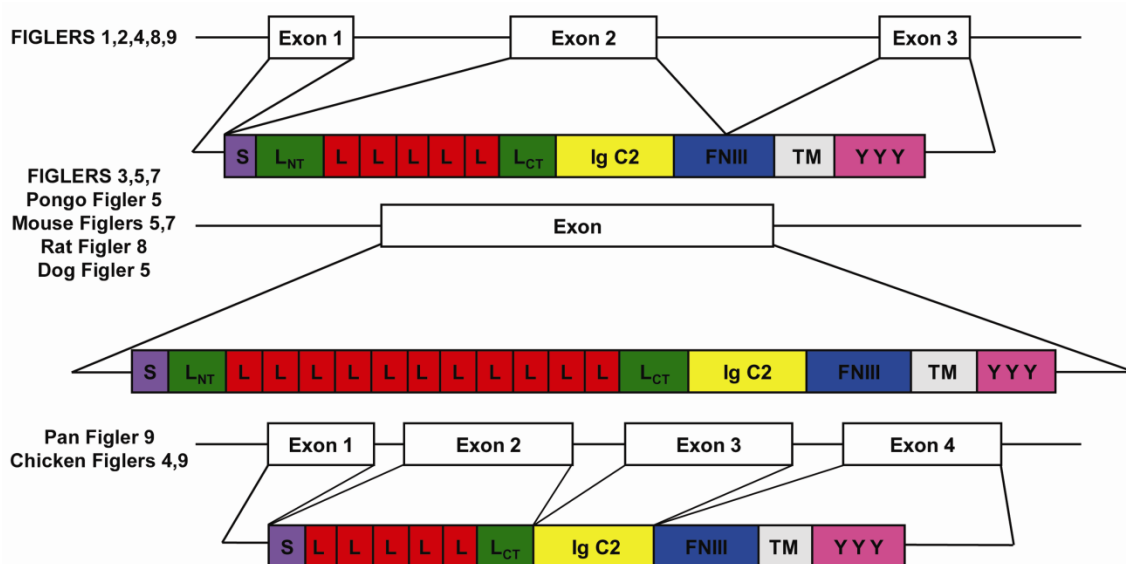 FIGLERS 1,2,4,8,9
Exon 1 Exon 2 Exon 3
S LNT L L L L L LCT Ig C2 FNIII TM Y Y Y
FIGLERS 3,5,7
Pongo Figler 5
Mouse Figlers 5,7
Rat Figler 8
Dog Figler 5
Exon
S LNT L L L L L L L L L L L LCT Ig C2 FNIII TM Y Y Y
Pan Figler 9
Chicken Figlers 4,9
Exon 1 Exon 2 Exon 3 Exon 4
S L L L L L LCT Ig C2 FNIII TM Y Y Y